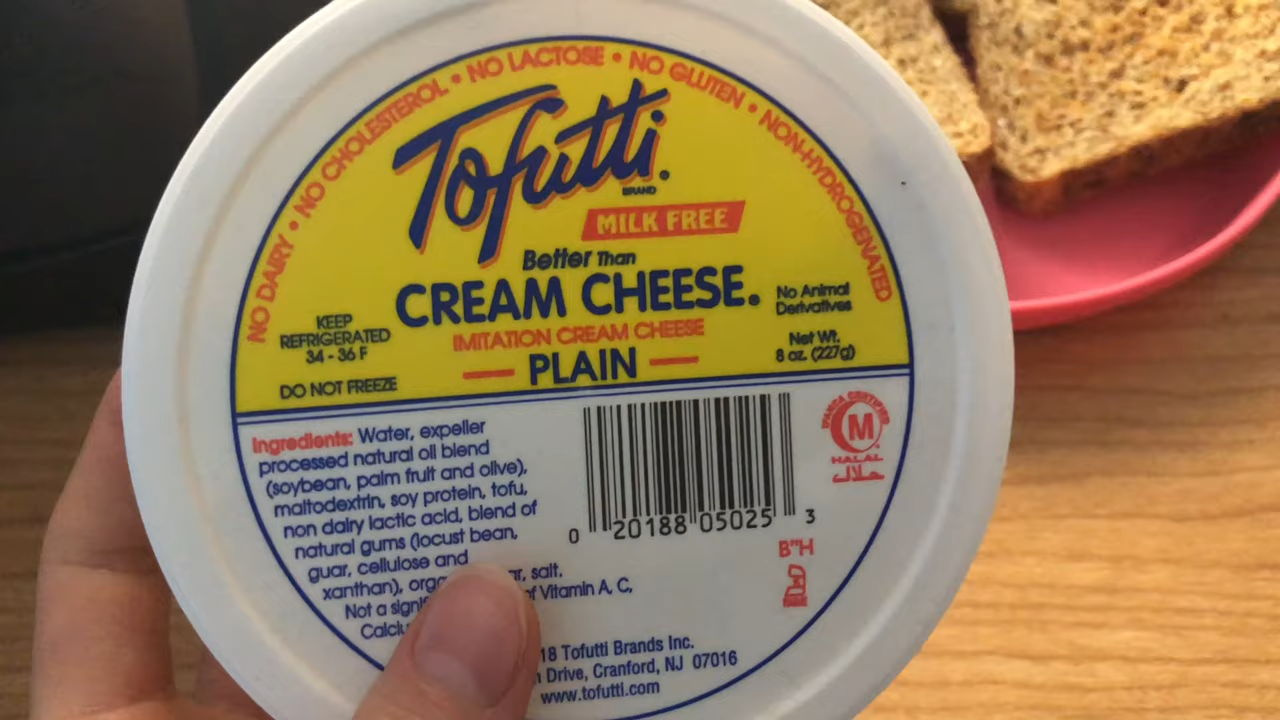 NO DAIRY • NO CHOLESTEROL • NO LACTOSE • NO GLUTEN • NON-HYDROGENATED
Tofutti.
BRAND
MILK FREE
Better Than
CREAM CHEESE.
IMITATION CREAM CHEESE
PLAIN
KEEP
REFRIGERATED
34 - 36 F
DO NOT FREEZE
No Animal
Derivatives
Net Wt.
8 oz. (227g)
Ingredients: Water, expeller
processed natural oil blend
(soybean, palm fruit and olive),
maltodextrin, soy protein, tofu,
non dairy lactic acid, blend of
natural gums (locust bean,
guar, cellulose and
xanthan), salt.
Not a of Vitamin A, C,
0 20188 05025 3
CERTIFIED
M
HALAL
حلال
B"H
18 Tofutti Brands Inc.
Drive, Cranford, NJ 07016
www.tofutti.com